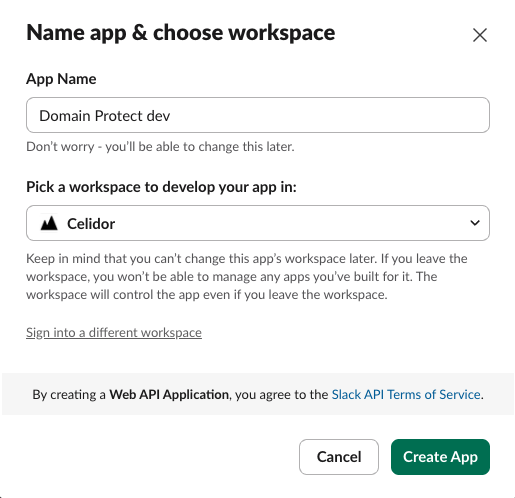 Name app & choose workspace
App Name
Domain Protect dev
Don’t worry - you’ll be able to change this later.
Pick a workspace to develop your app in:
Celidor
Keep in mind that you can’t change this app’s workspace later. If you leave the
workspace, you won’t be able to manage any apps you’ve built for it. The
workspace will control the app even if you leave the workspace.
Sign into a different workspace
By creating a Web API Application, you agree to the Slack API Terms of Service.
Cancel
Create App